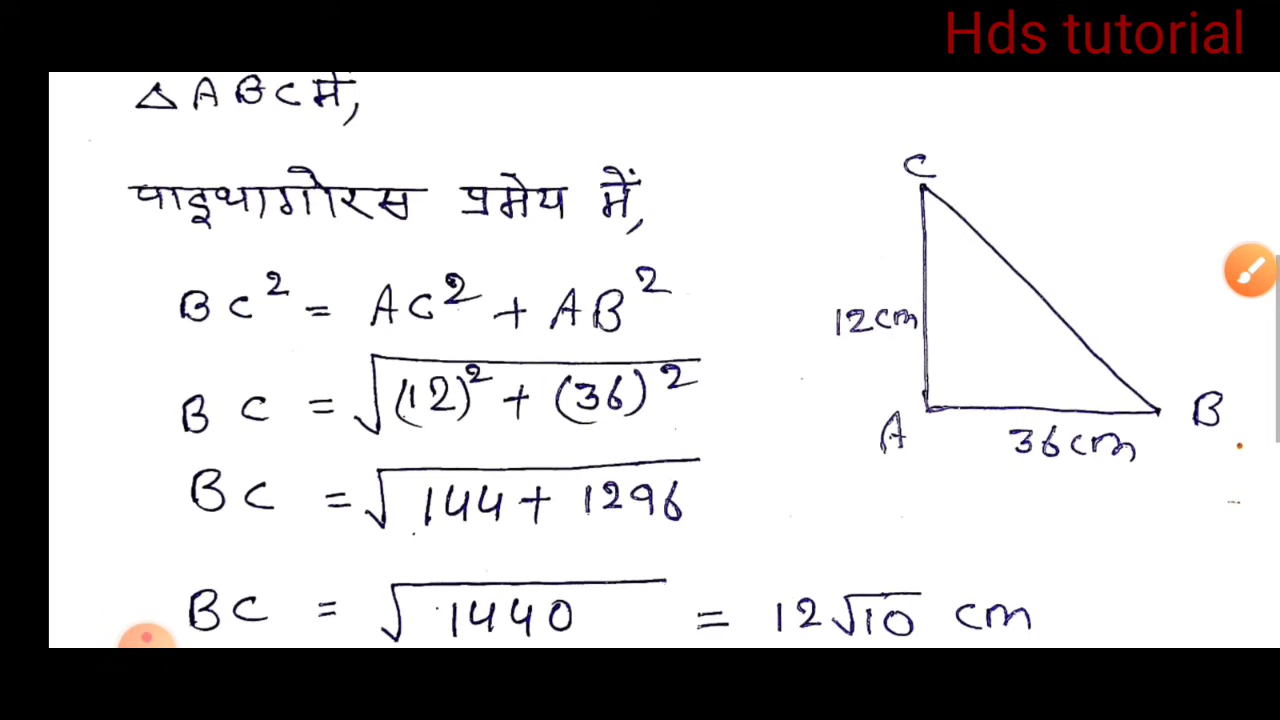 Hds tutorial
△ABC में,
पाइथागोरस प्रमेय में,
BC² = AC² + AB²
BC = √(12)² + (36)²
BC = √144 + 1296
BC = √1440 = 12√10 cm
C
12cm
A
B
36cm